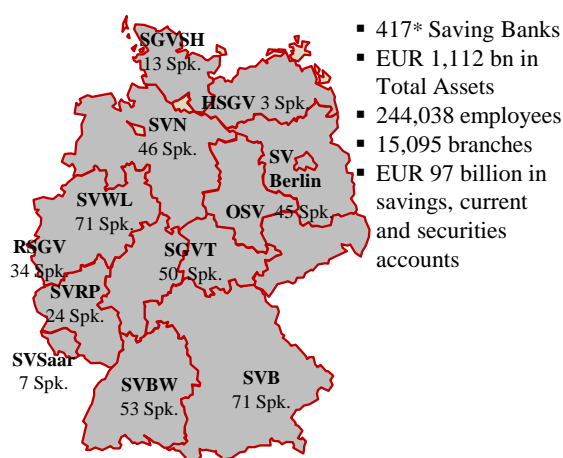 SGVSH
13 Spk.
HSGV 3 Spk.
SVN
46 Spk.
SV
Berlin
SVWL
71 Spk.
OSV 45 Spk.
RSGV
34 Spk.
SGVT
50 Spk.
SVRP
24 Spk.
SVSaar
7 Spk.
SVBW
53 Spk.
SVB
71 Spk.
▪ 417* Saving Banks
▪ EUR 1,112 bn in
Total Assets
▪ 244,038 employees
▪ 15,095 branches
▪ EUR 97 billion in
savings, current
and securities
accounts